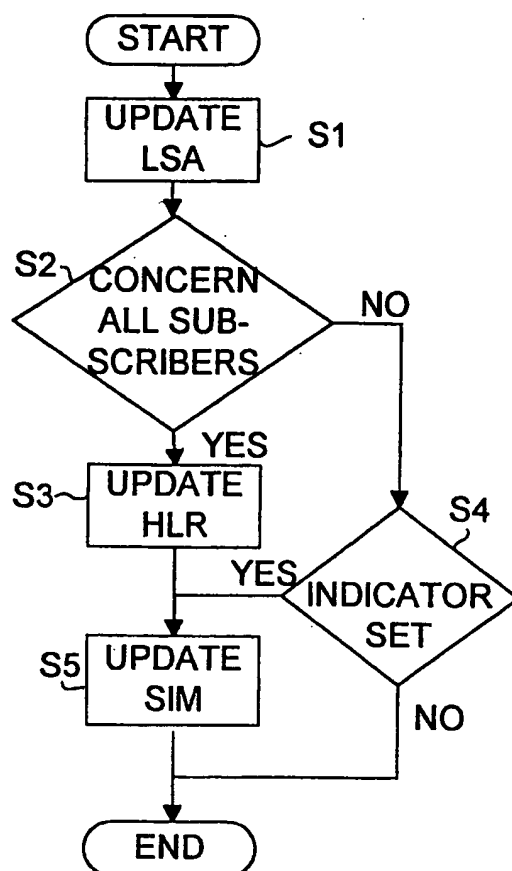 START
UPDATE
LSA
S1
S2
CONCERN
ALL SUB-
SCRIBERS
NO
YES
S3
UPDATE
HLR
S4
YES
INDICATOR
SET
S5
UPDATE
SIM
NO
END